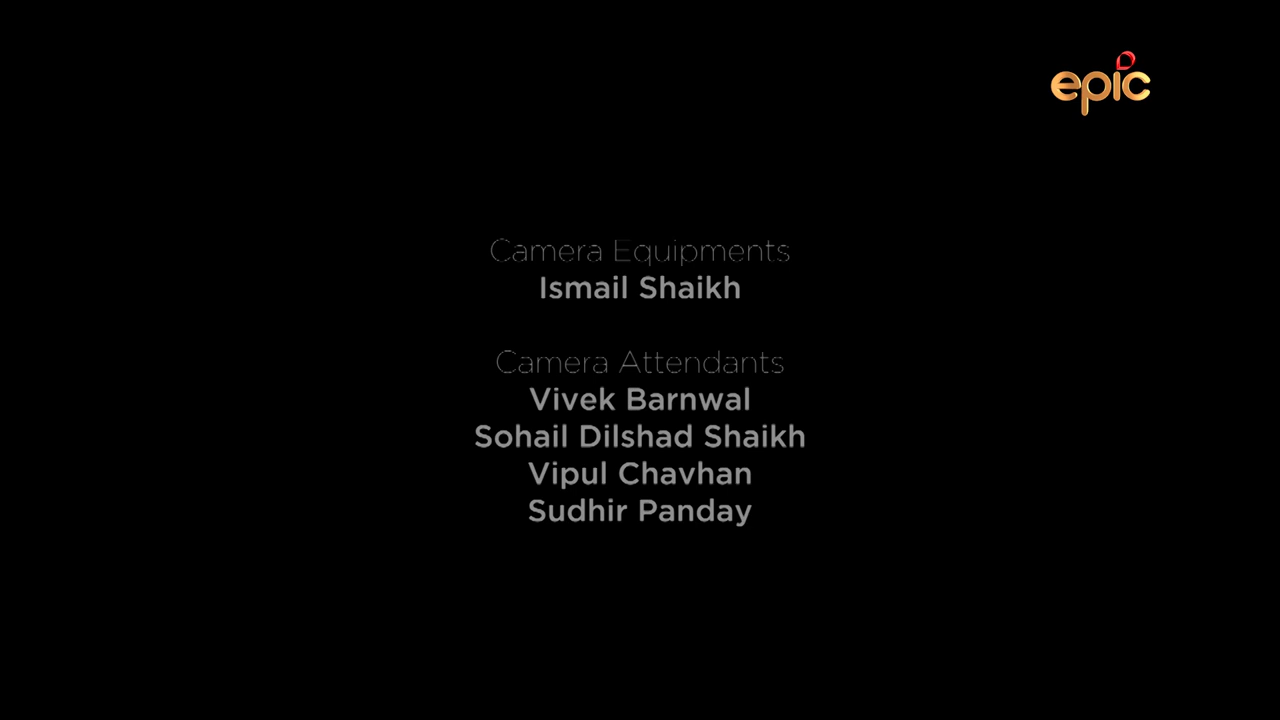 epic
Camera Equipments
Ismail Shaikh
Camera Attendants
Vivek Barnwal
Sohail Dilshad Shaikh
Vipul Chavhan
Sudhir Panday